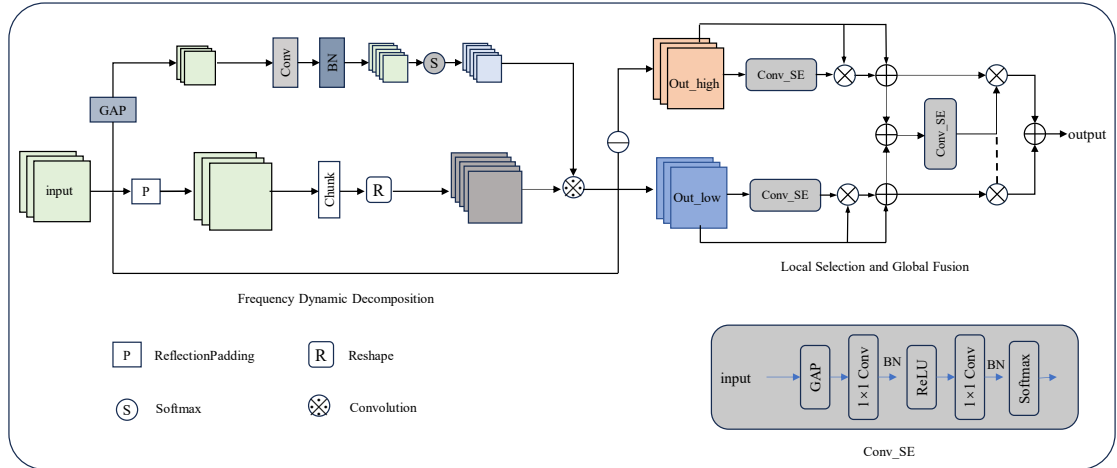 GAP
Conv
BN
S
Out_high
Conv_SE
Conv_SE
output
input
P
Chunk
R
Out_low
Conv_SE
Local Selection and Global Fusion
Frequency Dynamic Decomposition
P
ReflectionPadding
R
Reshape
S
Softmax
Convolution
input
GAP
1×1 Conv
BN
ReLU
1×1 Conv
BN
Softmax
Conv_SE